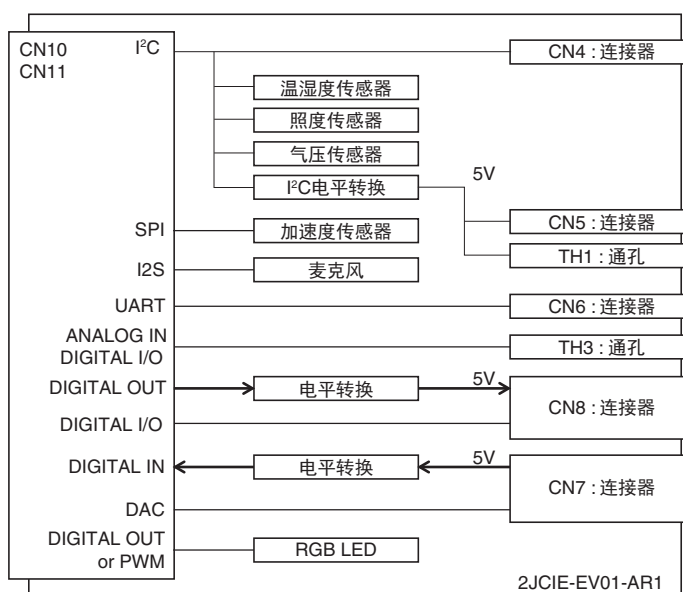 CN10
CN11
I²C
CN4 : 连接器
温湿度传感器
照度传感器
气压传感器
I²C电平转换
5V
CN5 : 连接器
TH1 : 通孔
SPI
加速度传感器
I2S
麦克风
UART
CN6 : 连接器
ANALOG IN
DIGITAL I/O
TH3 : 通孔
DIGITAL OUT
电平转换
5V
CN8 : 连接器
DIGITAL I/O
DIGITAL IN
电平转换
5V
CN7 : 连接器
DAC
DIGITAL OUT
or PWM
RGB LED
2JCIE-EV01-AR1